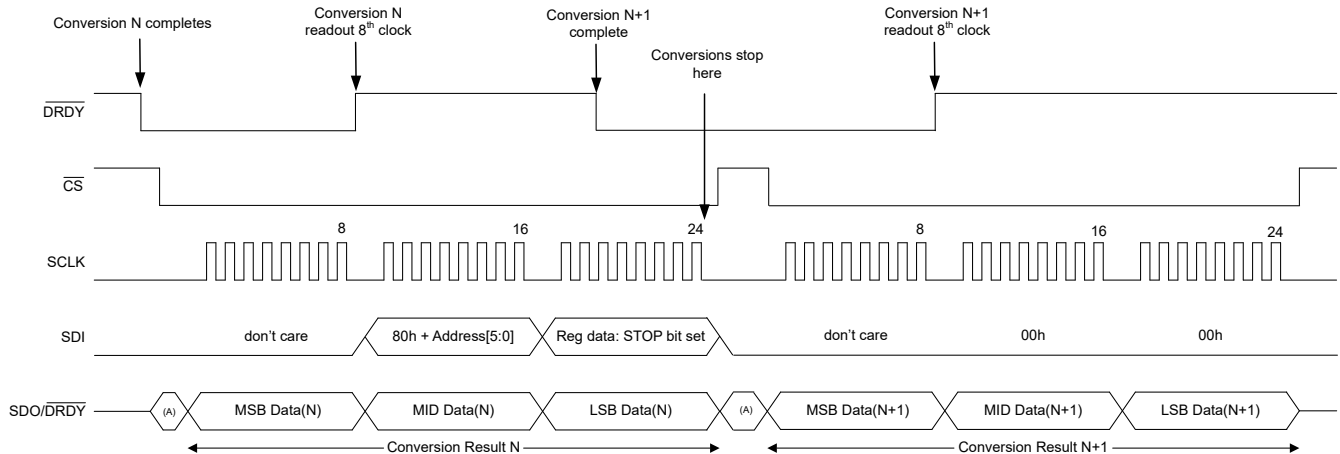 Conversion N completes
Conversion N
readout 8th clock
Conversion N+1
complete
Conversions stop
here
Conversion N+1
readout 8th clock
DRDY
CS
8 16 24 8 16 24
SCLK
SDI don't care 80h + Address[5:0] Reg data: STOP bit set don't care 00h 00h
SDO/DRDY (A) MSB Data(N) MID Data(N) LSB Data(N) (A) MSB Data(N+1) MID Data(N+1) LSB Data(N+1)
Conversion Result N Conversion Result N+1